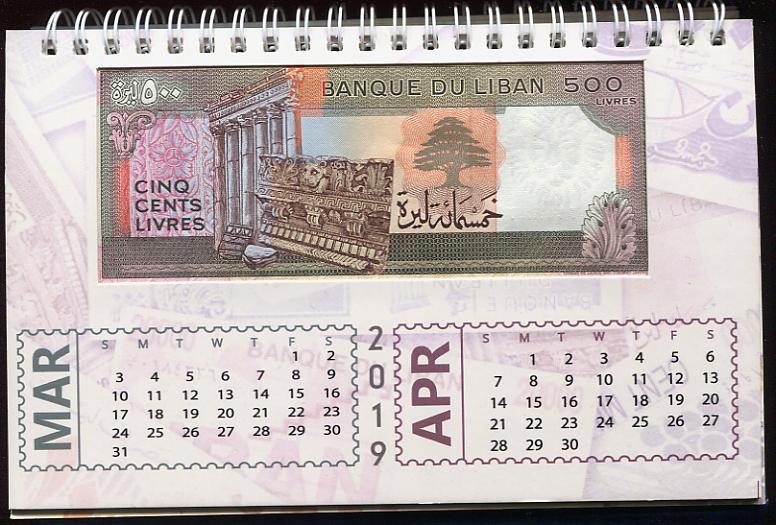 ٥٠٠ ليرة
BANQUE DU LIBAN 500
LIVRES
CINQ
CENTS
LIVRES
خمسمائة ليرة
MAR
S M T W T F S
1 2
3 4 5 6 7 8 9
10 11 12 13 14 15 16
17 18 19 20 21 22 23
24 25 26 27 28 29 30
31
2019
APR
S M T W T F S
1 2 3 4 5 6
7 8 9 10 11 12 13
14 15 16 17 18 19 20
21 22 23 24 25 26 27
28 29 30